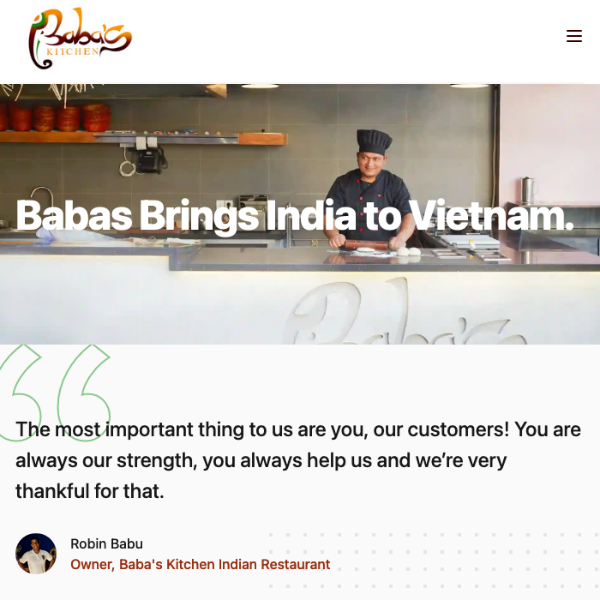 Baba's
KITCHEN
Babas Brings India to Vietnam.
Baba's
The most important thing to us are you, our customers! You are
always our strength, you always help us and we’re very
thankful for that.
Robin Babu
Owner, Baba's Kitchen Indian Restaurant